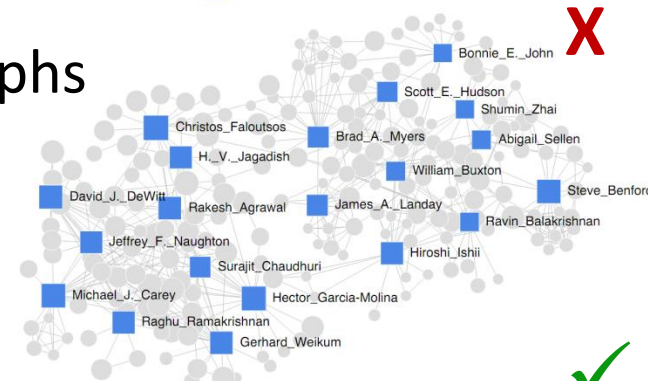 phs
X
Bonnie_E._John
Scott_E._Hudson
Shumin_Zhai
Christos_Faloutsos
Brad_A._Myers
Abigail_Sellen
H._V._Jagadish
William_Buxton
Steve_Benford
David_J._DeWitt
Rakesh_Agrawal
James_A._Landay
Ravin_Balakrishnan
Jeffrey_F._Naughton
Hiroshi_Ishii
Surajit_Chaudhuri
Michael_J._Carey
Hector_Garcia-Molina
Raghu_Ramakrishnan
Gerhard_Weikum